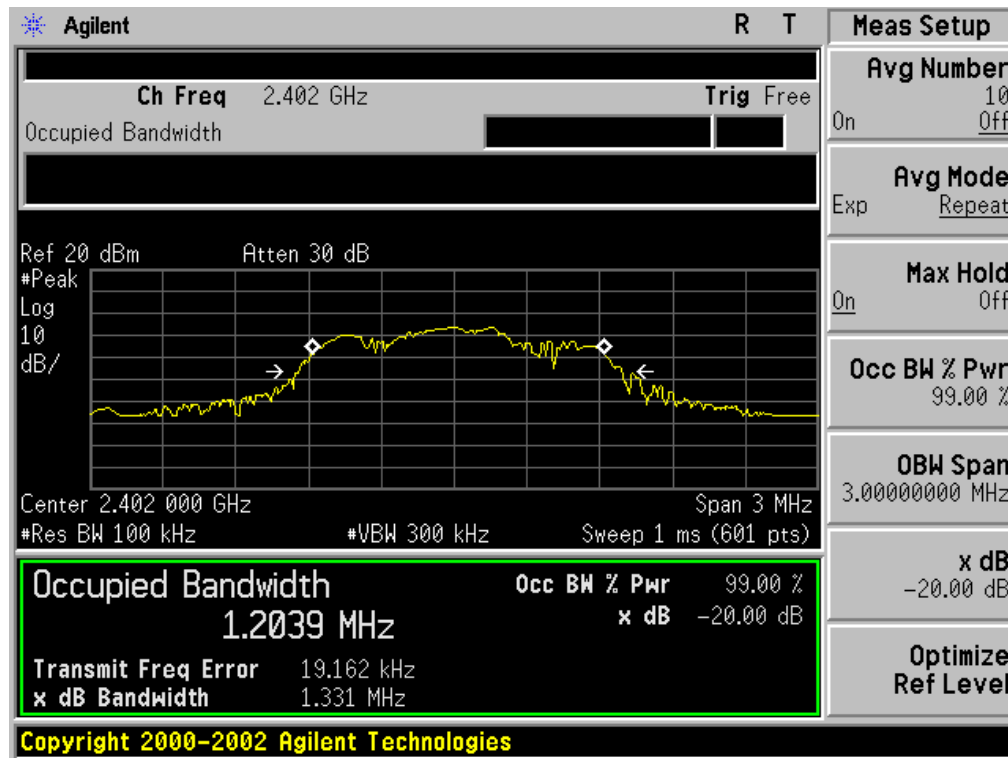 Agilent R T
Ch Freq 2.402 GHz Trig Free
Occupied Bandwidth
Ref 20 dBm Atten 30 dB
#Peak
Log
10
dB/
Center 2.402 000 GHz Span 3 MHz
#Res BW 100 kHz #VBW 300 kHz Sweep 1 ms (601 pts)
Occupied Bandwidth Occ BW % Pwr 99.00 %
1.2039 MHz x dB -20.00 dB
Transmit Freq Error 19.162 kHz
x dB Bandwidth 1.331 MHz
Copyright 2000-2002 Agilent Technologies
Meas Setup
Avg Number
10
On Off
Avg Mode
Exp Repeat
Max Hold
On Off
Occ BW % Pwr
99.00 %
OBW Span
3.00000000 MHz
x dB
-20.00 dB
Optimize
Ref Level